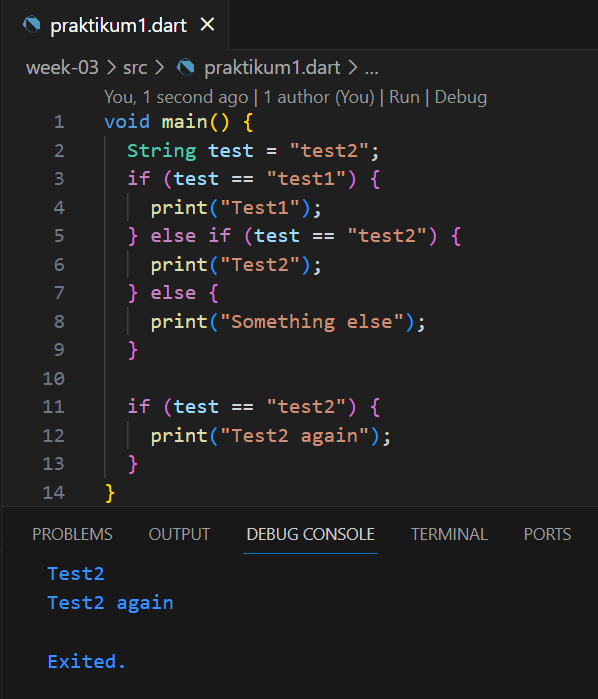 praktikum1.dart ×
week-03 > src > praktikum1.dart > ...
You, 1 second ago | 1 author (You) | Run | Debug
1 void main() {
2   String test = "test2";
3   if (test == "test1") {
4     print("Test1");
5   } else if (test == "test2") {
6     print("Test2");
7   } else {
8     print("Something else");
9   }
10
11   if (test == "test2") {
12     print("Test2 again");
13   }
14 }
PROBLEMS OUTPUT DEBUG CONSOLE TERMINAL PORTS
Test2
Test2 again
Exited.